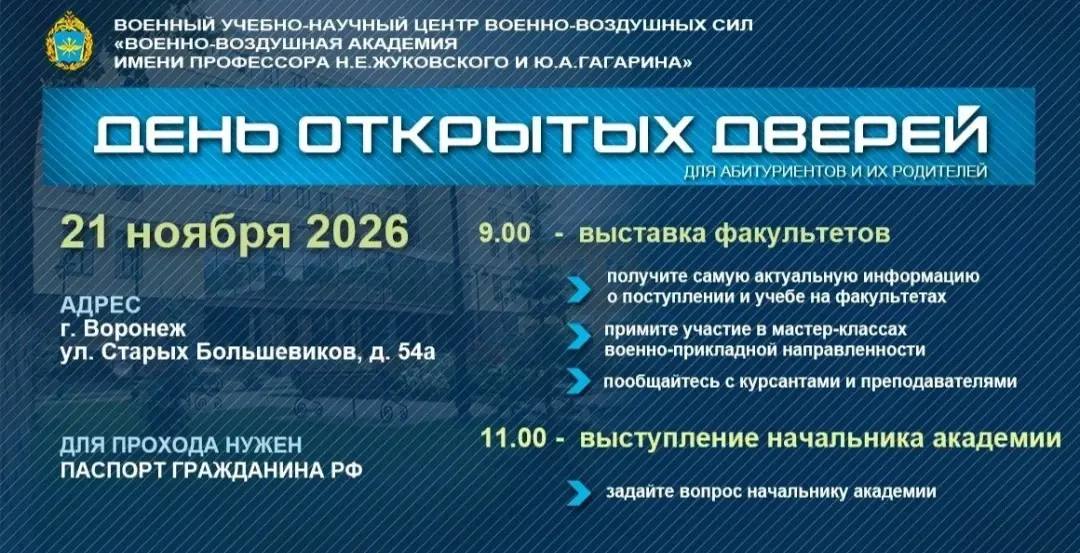 ВОЕННЫЙ УЧЕБНО-НАУЧНЫЙ ЦЕНТР ВОЕННО-ВОЗДУШНЫХ СИЛ
«ВОЕННО-ВОЗДУШНАЯ АКАДЕМИЯ
ИМЕНИ ПРОФЕССОРА Н.Е.ЖУКОВСКОГО И Ю.А.ГАГАРИНА»
ДЕНЬ ОТКРЫТЫХ ДВЕРЕЙ
ДЛЯ АБИТУРИЕНТОВ И ИХ РОДИТЕЛЕЙ
21 ноября 2026
АДРЕС
г. Воронеж
ул. Старых Большевиков, д. 54а
ДЛЯ ПРОХОДА НУЖЕН
ПАСПОРТ ГРАЖДАНИНА РФ
9.00 - выставка факультетов
получите самую актуальную информацию
о поступлении и учебе на факультетах
примите участие в мастер-классах
военно-прикладной направленности
пообщайтесь с курсантами и преподавателями
11.00 - выступление начальника академии
задайте вопрос начальнику академии